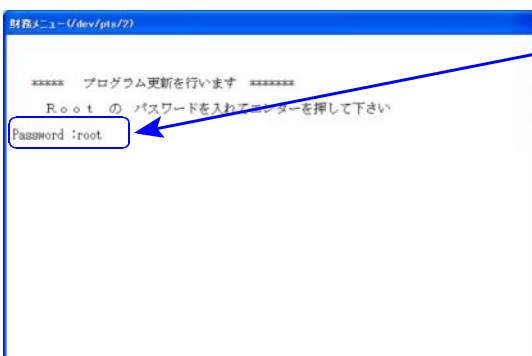 財務メニュー(/dev/pts/2)
***** プログラム更新を行います *******
Ｒｏｏｔ の パスワードを入れてエンターを押して下さい
Password :root